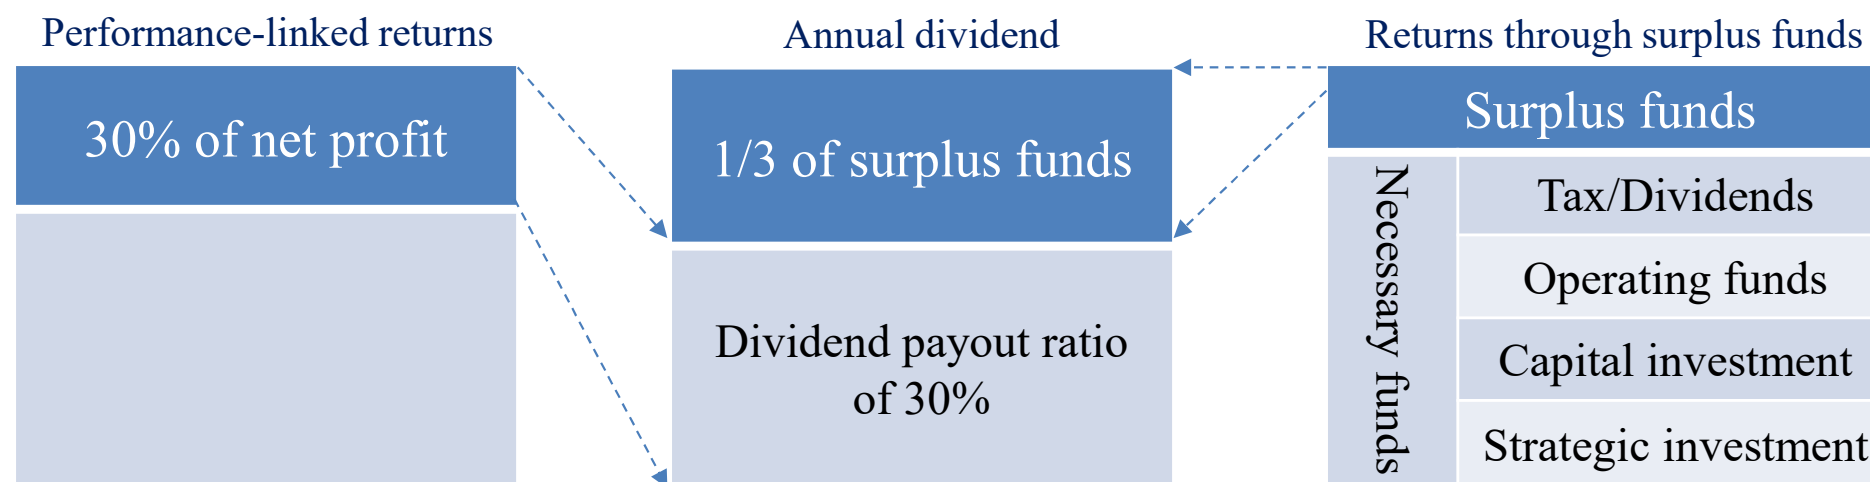 Performance-linked returns
30% of net profit
Annual dividend
1/3 of surplus funds
Dividend payout ratio
of 30%
Returns through surplus funds
Surplus funds
Necessary funds
Tax/Dividends
Operating funds
Capital investment
Strategic investment